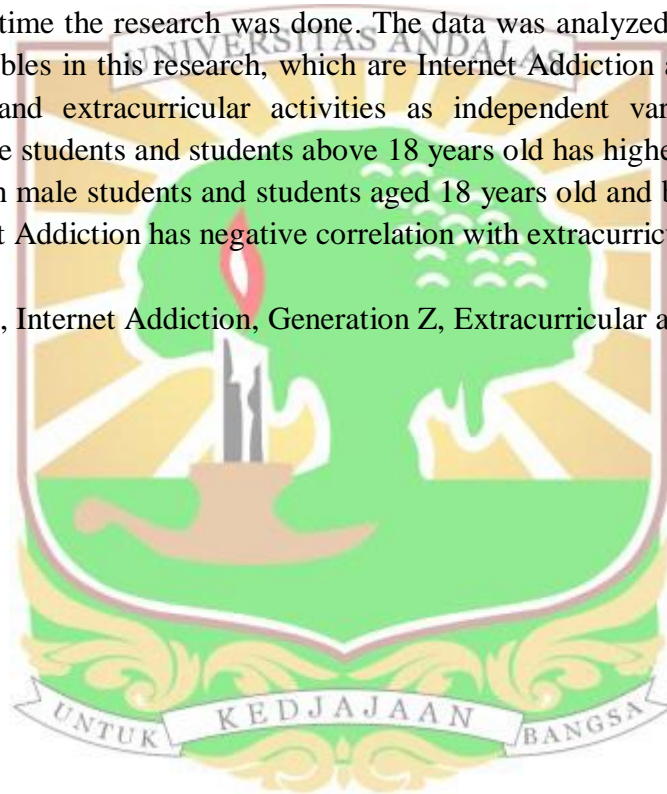 time the research was done. The data was analyzed
UNIVERSITAS ANDALAS
bles in this research, which are Internet Addiction a
and extracurricular activities as independent var
e students and students above 18 years old has highe
n male students and students aged 18 years old and b
t Addiction has negative correlation with extracurric
, Internet Addiction, Generation Z, Extracurricular a
UNTUK KEDJAJAAN BANGSA